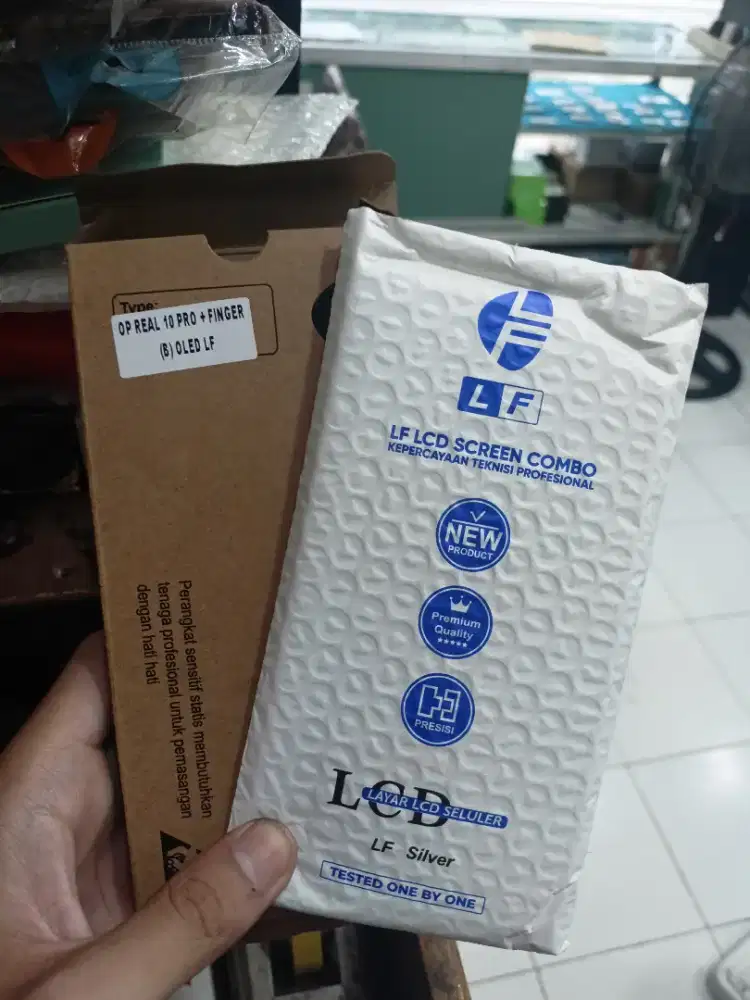 Type:
OP REAL 10 PRO + FINGER
(B) OLED LF
Perangkat sensitif statis membutuhkan
tenaga profesional untuk pemasangan
dengan hati hati
LF
LF LCD SCREEN COMBO
KEPERCAYAAN TEKNISI PROFESIONAL
NEW
PRODUCT
Premium
Quality
PRESISI
LCD
LAYAR LCD SELULER
LF Silver
TESTED ONE BY ONE